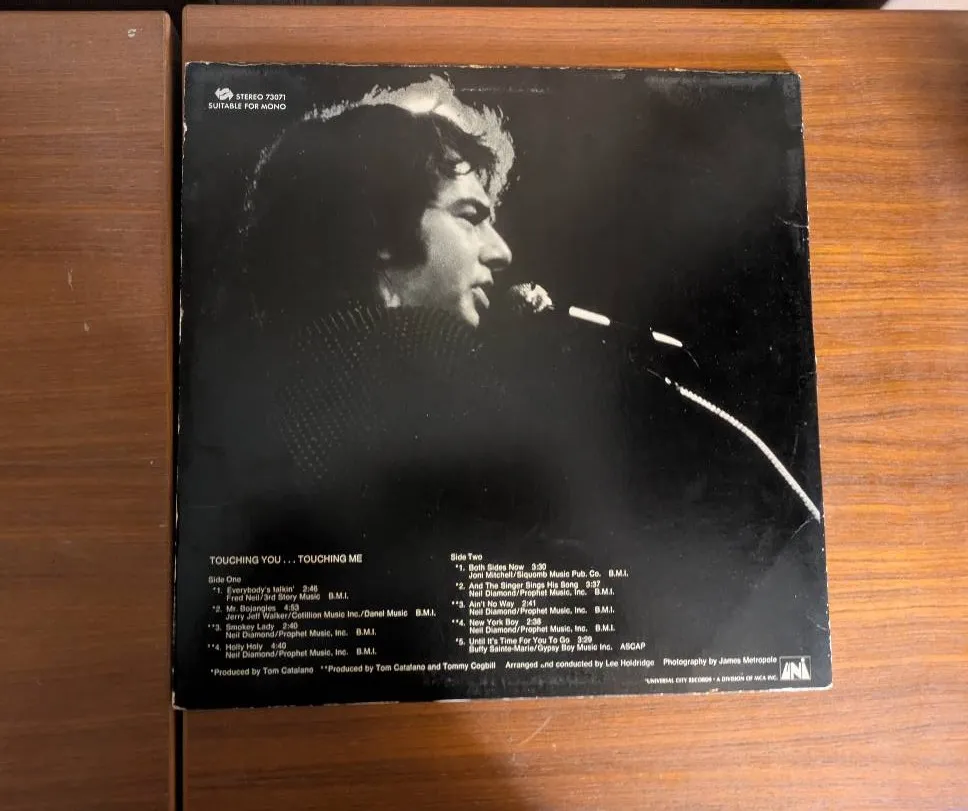 STEREO 73071
SUITABLE FOR MONO
TOUCHING YOU... TOUCHING ME
Side One
*1. Everybody's talkin' 2:46
Fred Neil/3rd Story Music B.M.I.
*2. Mr. Bojangles 4:53
Jerry Jeff Walker/Cotillion Music Inc./Danel Music B.M.I.
**3. Smokey Lady 2:40
Neil Diamond/Prophet Music, Inc. B.M.I.
**4. Holly Holy 4:40
Neil Diamond/Prophet Music, Inc. B.M.I.
Side Two
*1. Both Sides Now 3:30
Joni Mitchell/Siquomb Music Pub. Co. B.M.I.
*2. And The Singer Sings His Song 3:37
Neil Diamond/Prophet Music, Inc. B.M.I.
**3. Ain't No Way 2:41
Neil Diamond/Prophet Music, Inc. B.M.I.
**4. New York Boy 2:38
Neil Diamond/Prophet Music, Inc. B.M.I.
*5. Until It's Time For You To Go 3:29
Buffy Sainte-Marie/Gypsy Boy Music Inc. ASCAP
*Produced by Tom Catalano **Produced by Tom Catalano and Tommy Cogbill Arranged and conducted by Lee Holdridge Photography by James Metropole
UNI
UNIVERSAL CITY RECORDS • A DIVISION OF MCA INC.